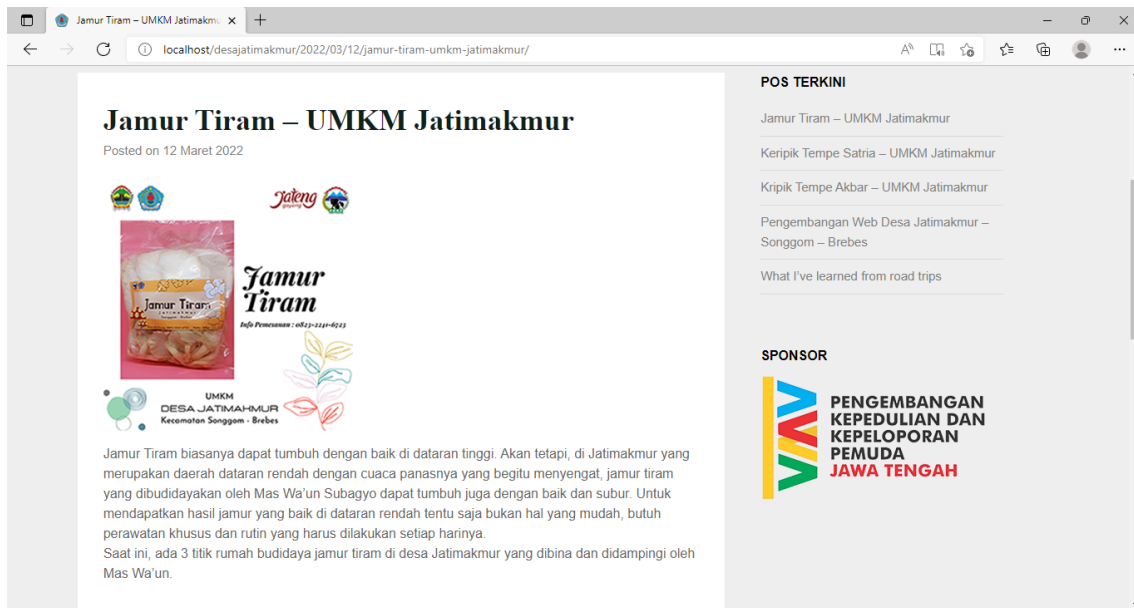 Jamur Tiram – UMKM Jatimakmu
localhost/desajatimakmur/2022/03/12/jamur-tiram-umkm-jatimakmur/
Jamur Tiram – UMKM Jatimakmur
Posted on 12 Maret 2022
Jateng
gayeng
Jamur Tiram
Jatimakmur
Songgom - Brebes
Jamur
Tiram
Info Pemesanan : 0823-2241-6523
UMKM
DESA JATIMAHMUR
Kecamatan Songgom - Brebes
Jamur Tiram biasanya dapat tumbuh dengan baik di dataran tinggi. Akan tetapi, di Jatimakmur yang
merupakan daerah dataran rendah dengan cuaca panasnya yang begitu menyengat, jamur tiram
yang dibudidayakan oleh Mas Wa'un Subagyo dapat tumbuh juga dengan baik dan subur. Untuk
mendapatkan hasil jamur yang baik di dataran rendah tentu saja bukan hal yang mudah, butuh
perawatan khusus dan rutin yang harus dilakukan setiap harinya.
Saat ini, ada 3 titik rumah budidaya jamur tiram di desa Jatimakmur yang dibina dan didampingi oleh
Mas Wa'un.
POS TERKINI
Jamur Tiram – UMKM Jatimakmur
Keripik Tempe Satria – UMKM Jatimakmur
Kripik Tempe Akbar – UMKM Jatimakmur
Pengembangan Web Desa Jatimakmur –
Songgom – Brebes
What I've learned from road trips
SPONSOR
PENGEMBANGAN
KEPEDULIAN DAN
KEPELOPORAN
PEMUDA
JAWA TENGAH